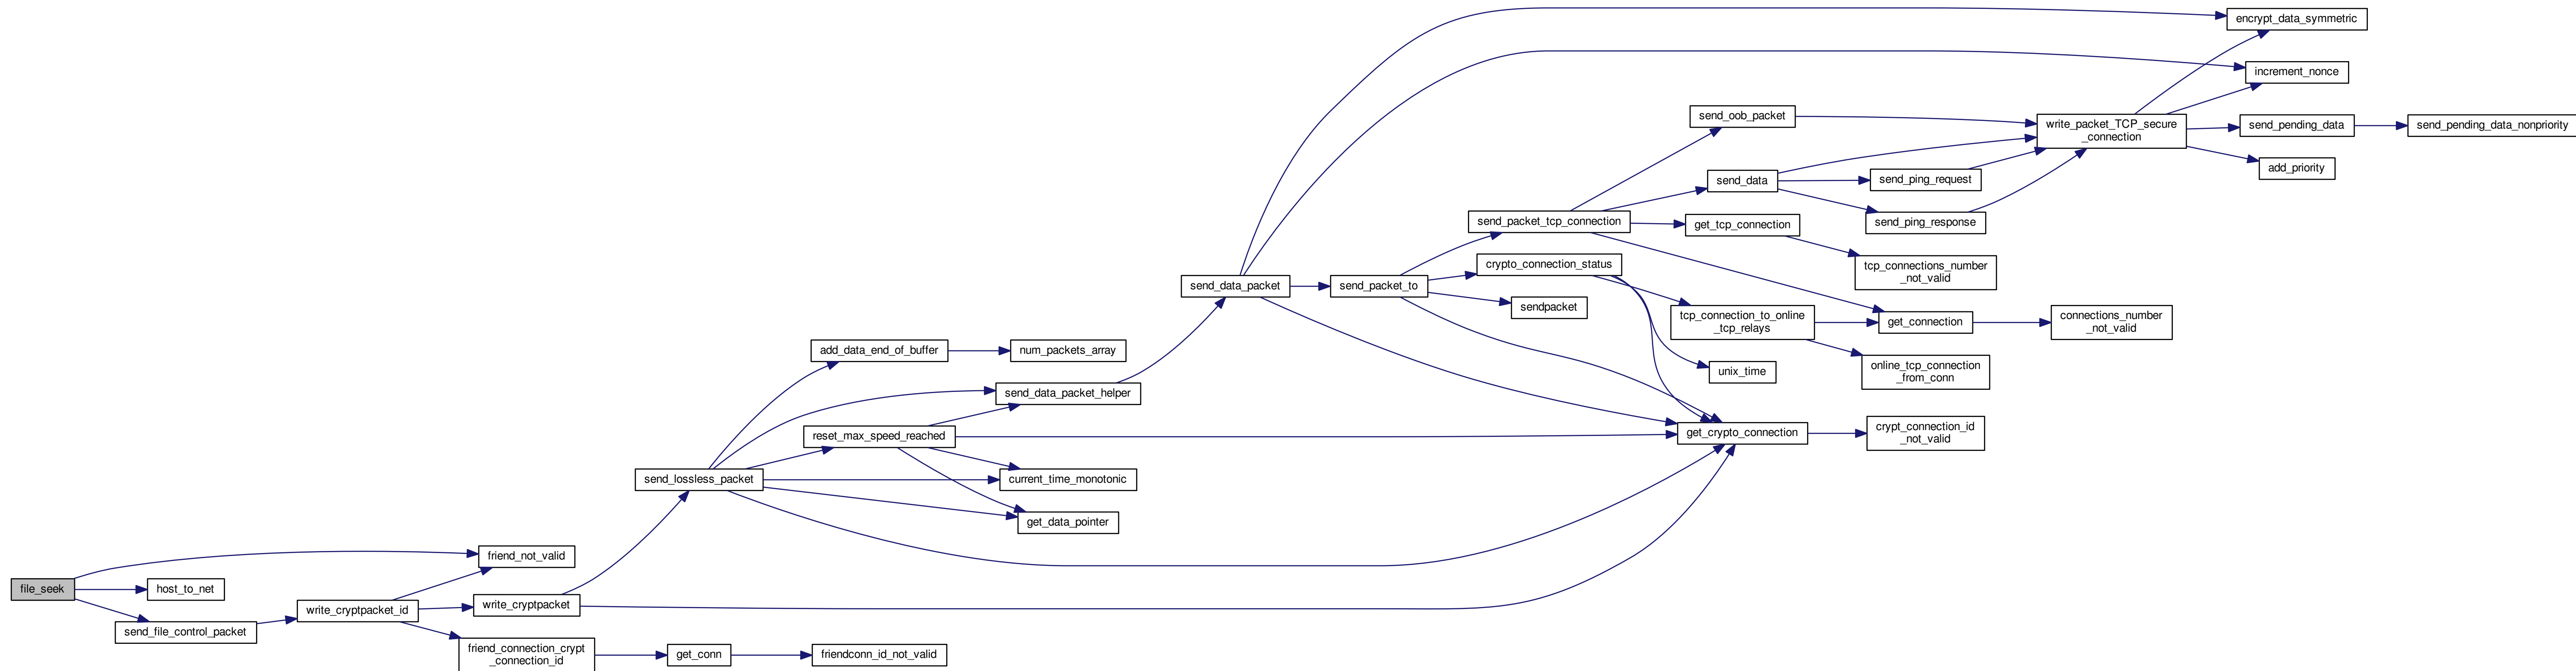 encrypt_data_symmetric
increment_nonce
send_oob_packet
write_packet_TCP_secure
_connection
send_pending_data
send_pending_data_nonpriority
add_priority
send_data
send_ping_request
send_ping_response
send_packet_tcp_connection
get_tcp_connection
tcp_connections_number
_not_valid
crypto_connection_status
send_data_packet
send_packet_to
sendpacket
tcp_connection_to_online
_tcp_relays
get_connection
connections_number
_not_valid
online_tcp_connection
_from_conn
unix_time
add_data_end_of_buffer
num_packets_array
send_data_packet_helper
reset_max_speed_reached
get_crypto_connection
crypt_connection_id
_not_valid
send_lossless_packet
current_time_monotonic
get_data_pointer
friend_not_valid
file_seek
host_to_net
write_cryptpacket_id
write_cryptpacket
send_file_control_packet
friend_connection_crypt
_connection_id
get_conn
friendconn_id_not_valid